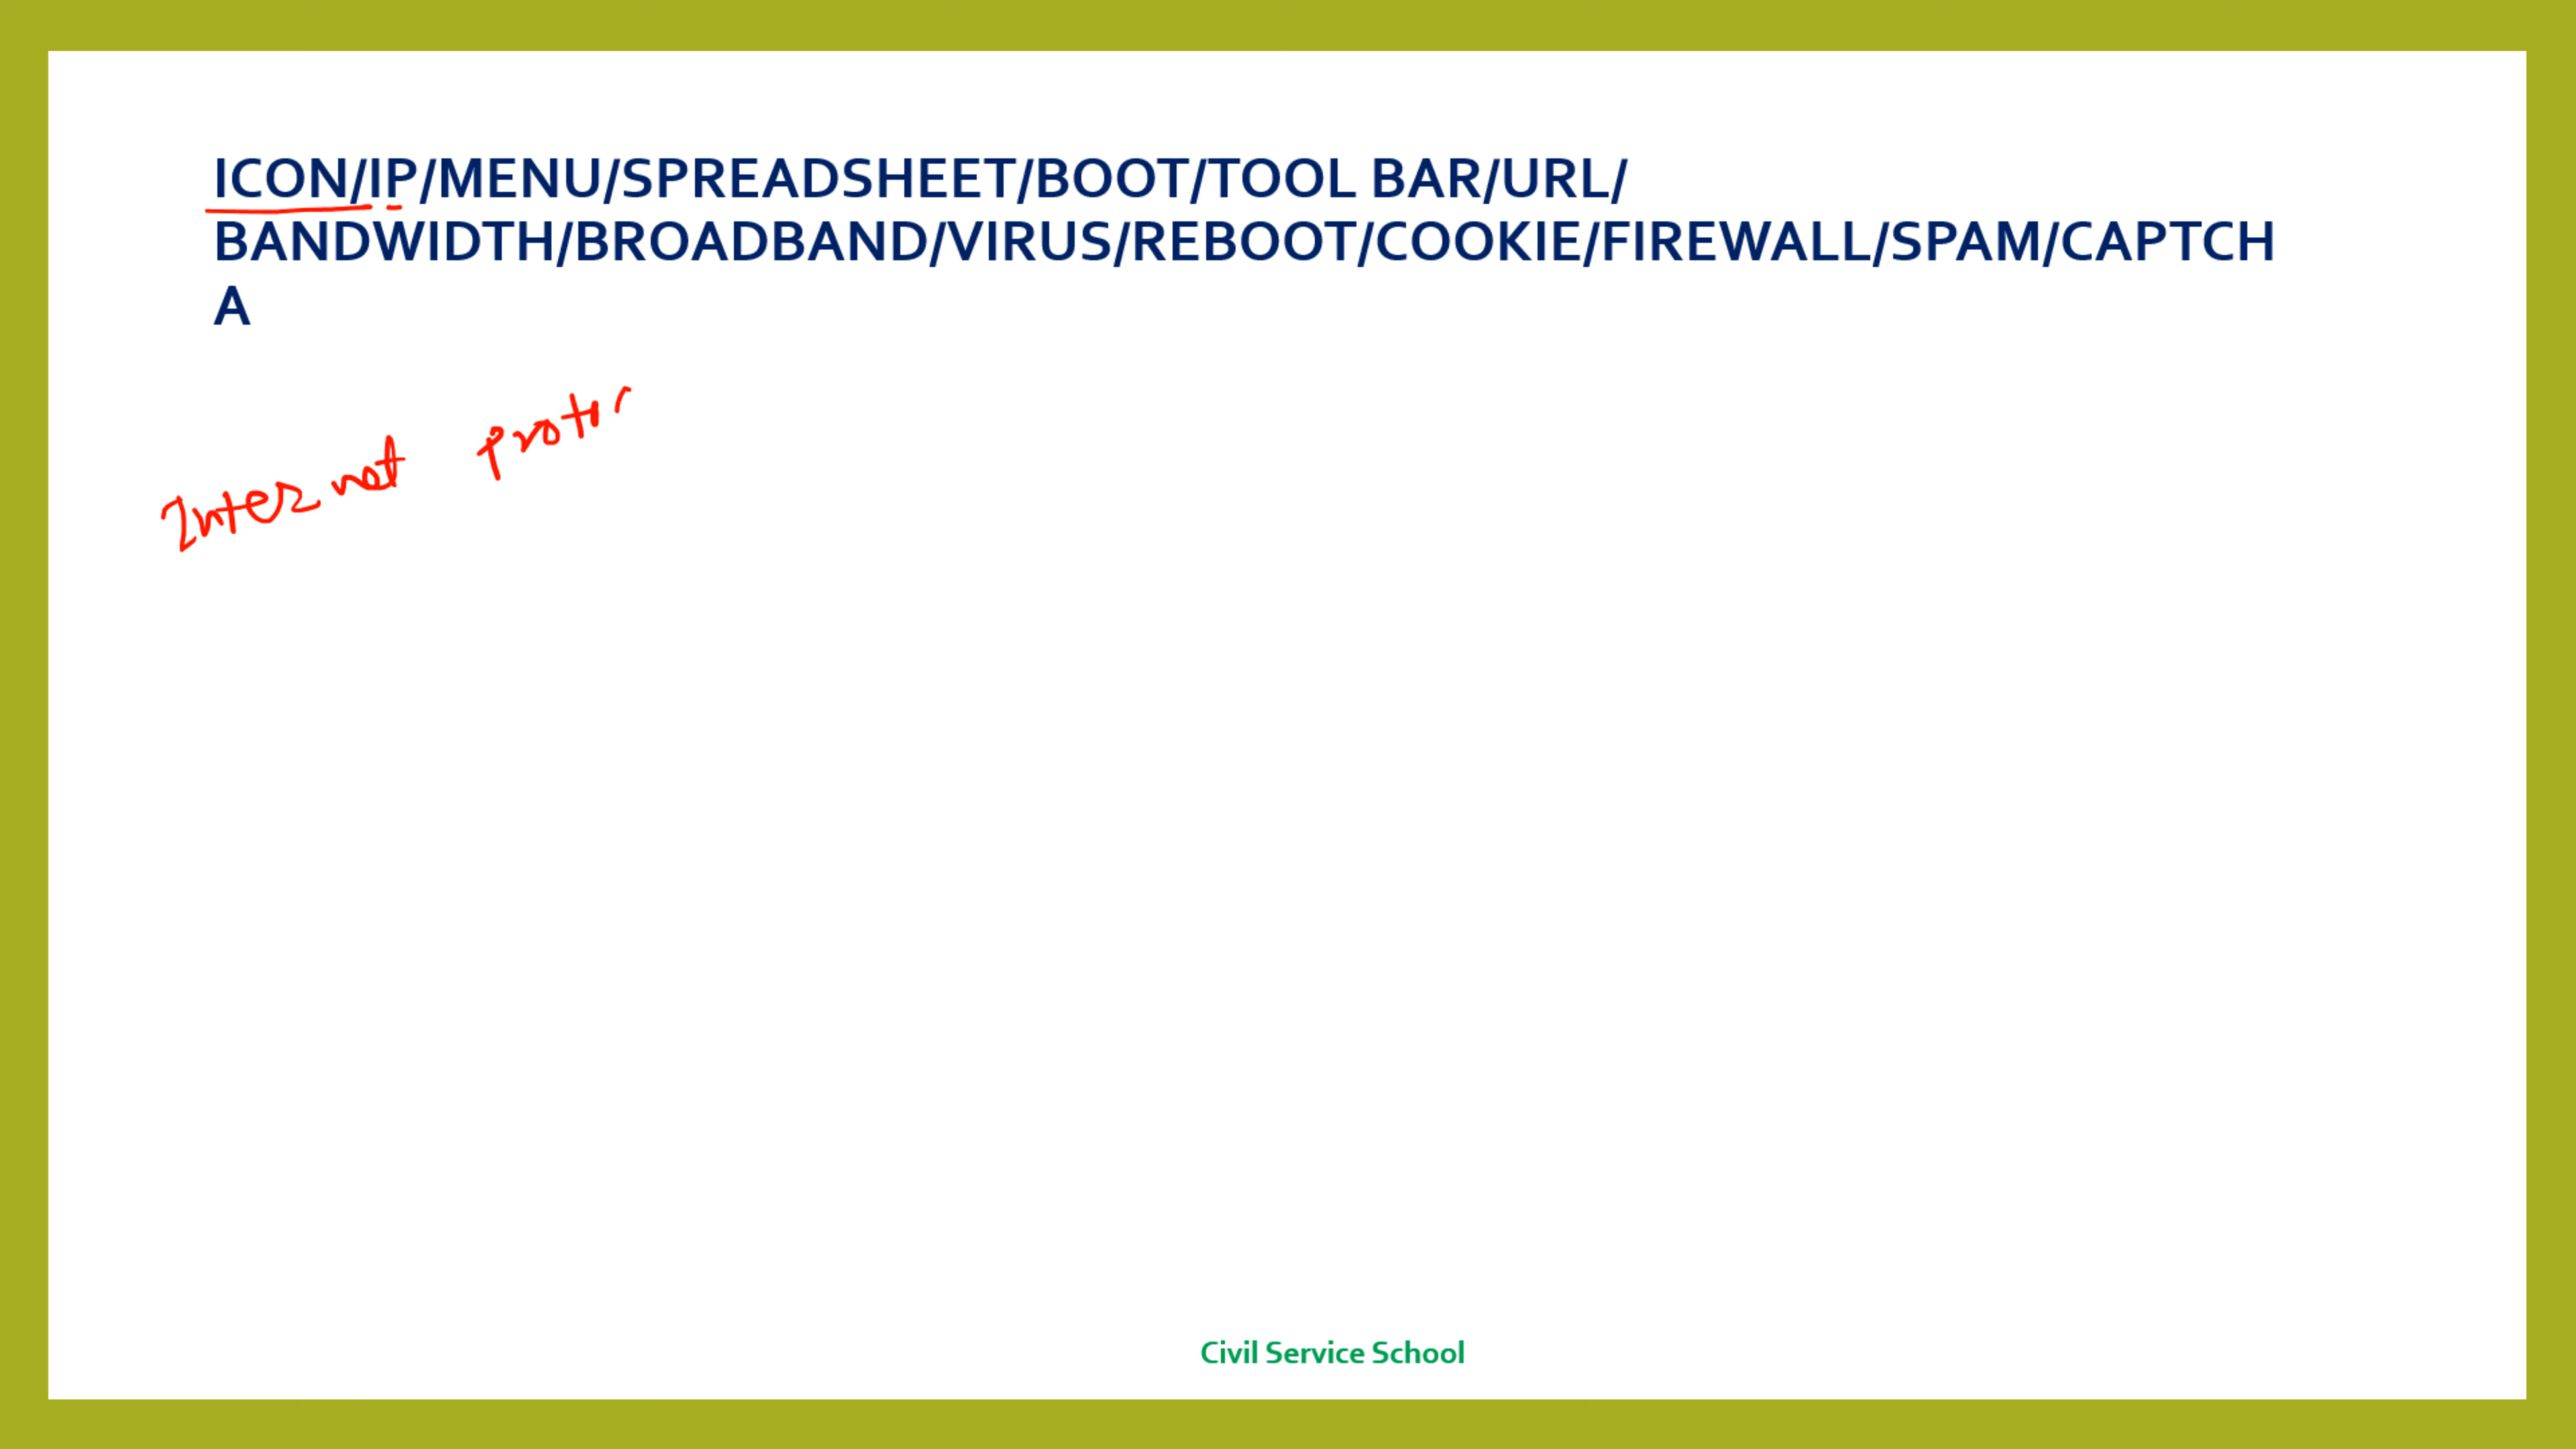 ICON/IP/MENU/SPREADSHEET/BOOT/TOOL BAR/URL/
BANDWIDTH/BROADBAND/VIRUS/REBOOT/COOKIE/FIREWALL/SPAM/CAPTCH
A
Internet
Civil Service School